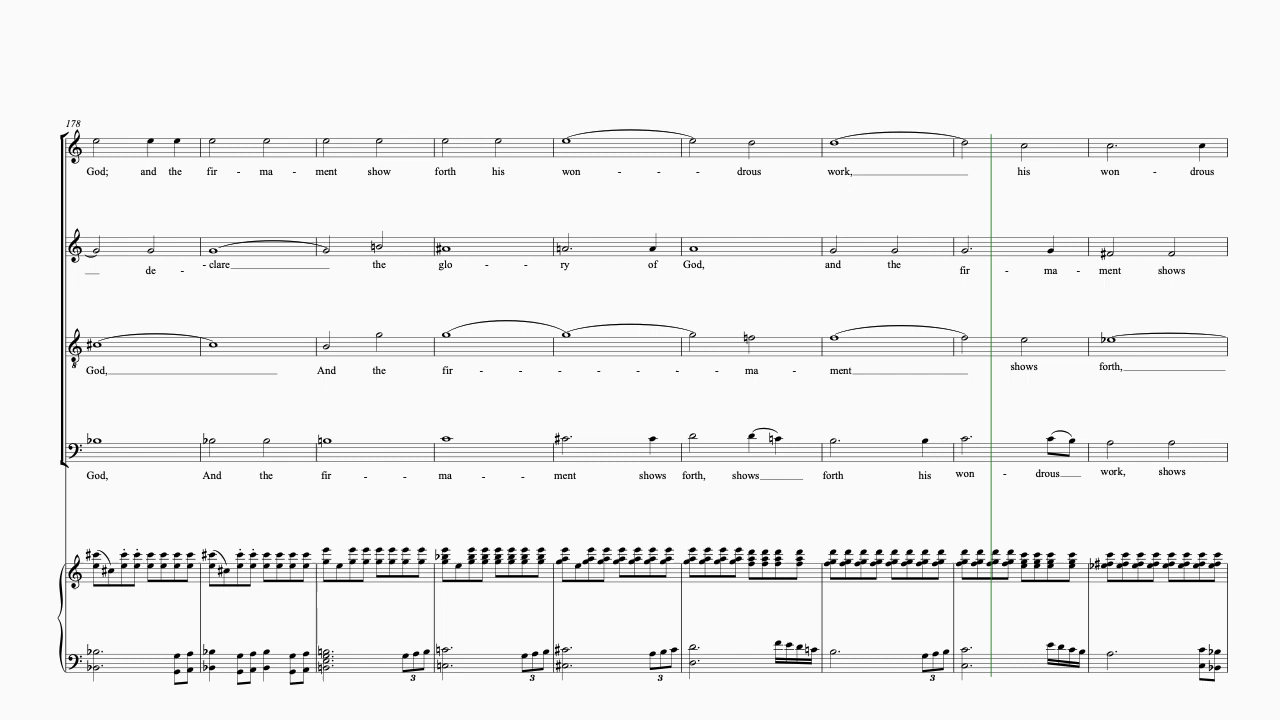 178
God; and the fir - ma - ment show forth his won - - - drous work, his won - drous
de - - clare the glo - - ry of God, and the fir - ma - ment shows
God, And the fir - - - - - - - ma - ment shows forth,
God, And the fir - - ma - - ment shows forth, shows forth his won - drous work, shows
3 3 3 3